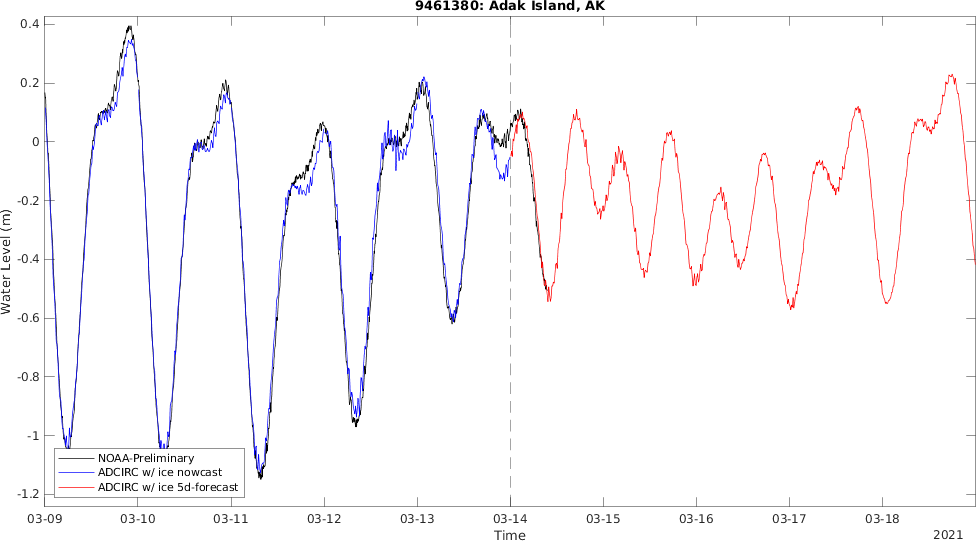 9461380: Adak Island, AK
0.4
0.2
0
-0.2
-0.4
-0.6
-0.8
-1
-1.2
Water Level (m)
NOAA-Preliminary
ADCIRC w/ ice nowcast
ADCIRC w/ ice 5d-forecast
03-09 03-10 03-11 03-12 03-13 03-14 03-15 03-16 03-17 03-18
Time
2021